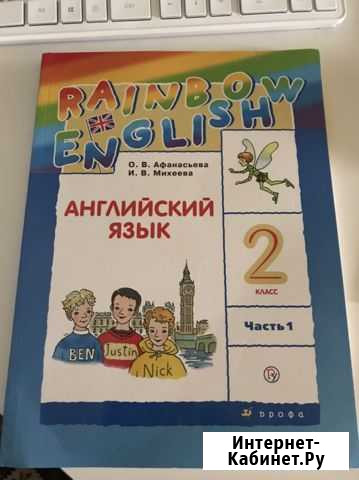 RAINBOW
ENGLISH
О. В. Афанасьева
И. В. Михеева
АНГЛИЙСКИЙ
ЯЗЫК
2
КЛАСС
Часть 1
BEN
Justin
Nick
дрофа
Интернет-
Кабинет.Ру